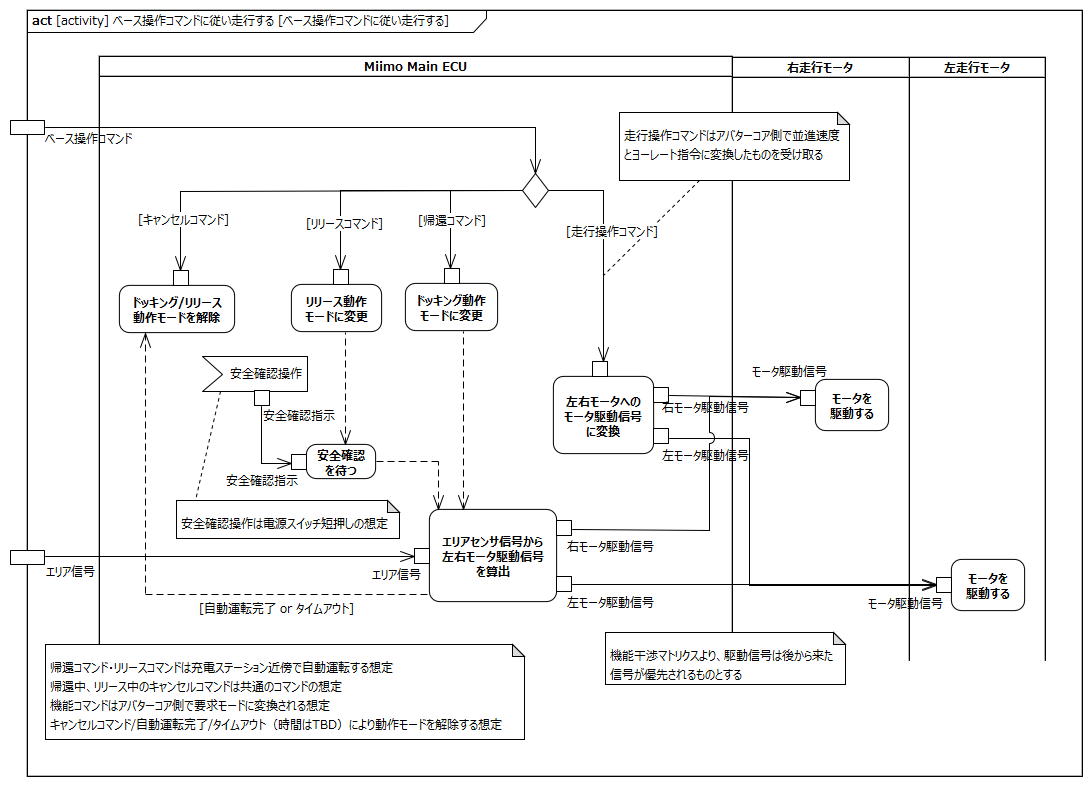 act [activity] ベース操作コマンドに従い走行する [ベース操作コマンドに従い走行する]
Miimo Main ECU
右走行モータ
左走行モータ
ベース操作コマンド
走行操作コマンドはアバターコア側で並進速度
とヨーレート指令に変換したものを受け取る
[キャンセルコマンド]
[リリースコマンド]
[帰還コマンド]
[走行操作コマンド]
ドッキング/リリース
動作モードを解除
リリース動作
モードに変更
ドッキング動作
モードに変更
安全確認操作
安全確認指示
安全確認指示
安全確認
を待つ
安全確認操作は電源スイッチ短押しの想定
左右モータへの
モータ駆動信号
に変換
右モータ駆動信号
左モータ駆動信号
モータ駆動信号
モータを
駆動する
エリア信号
エリア信号
エリアセンサ信号から
左右モータ駆動信号
を算出
右モータ駆動信号
左モータ駆動信号
モータ駆動信号
モータを
駆動する
[自動運転完了 or タイムアウト]
帰還コマンド・リリースコマンドは充電ステーション近傍で自動運転する想定
帰還中、リリース中のキャンセルコマンドは共通のコマンドの想定
機能コマンドはアバターコア側で要求モードに変換される想定
キャンセルコマンド/自動運転完了/タイムアウト（時間はTBD）により動作モードを解除する想定
機能干渉マトリクスより、駆動信号は後から来た
信号が優先されるものとする